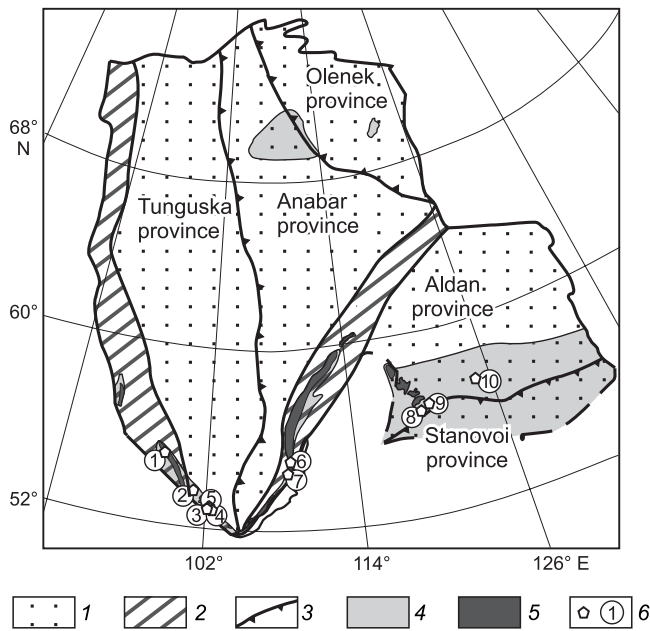 Olenek
province
68°
N
Tunguska
province
Anabar
province
Aldan
province
60°
10
9
8
Stanovoi
province
1
6
7
2
5
3
4
52°
102°
114°
126° E
1
2
3
4
5
1
6